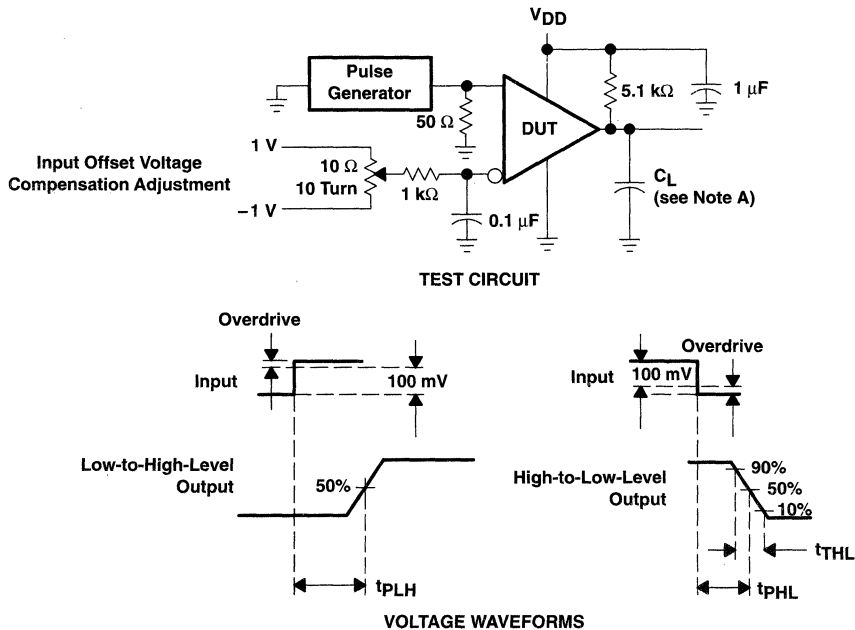 VDD
Pulse
Generator
5.1 kΩ
1 μF
50 Ω
DUT
1 V
Input Offset Voltage
Compensation Adjustment
10 Ω
10 Turn
1 kΩ
CL
(see Note A)
−1 V
0.1 μF
TEST CIRCUIT
Overdrive
Input
100 mV
Overdrive
Input
100 mV
Low-to-High-Level
Output
50%
High-to-Low-Level
Output
90%
50%
10%
tTHL
tPLH
tPHL
VOLTAGE WAVEFORMS